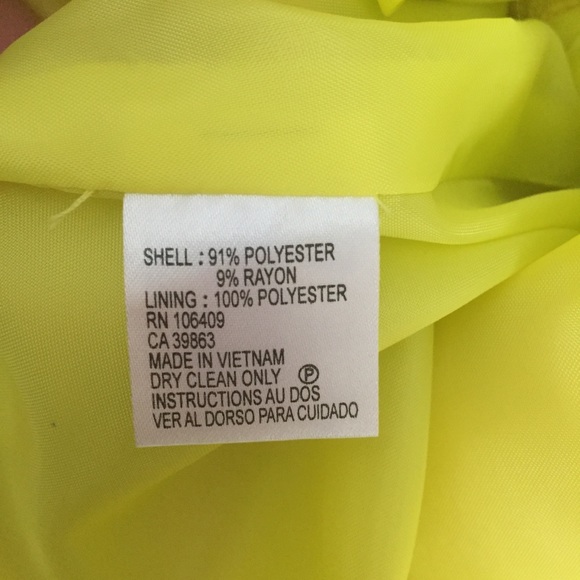 SHELL : 91% POLYESTER
9% RAYON
LINING : 100% POLYESTER
RN 106409
CA 39863
MADE IN VIETNAM
DRY CLEAN ONLY Ⓟ
INSTRUCTIONS AU DOS
VER AL DORSO PARA CUIDADO